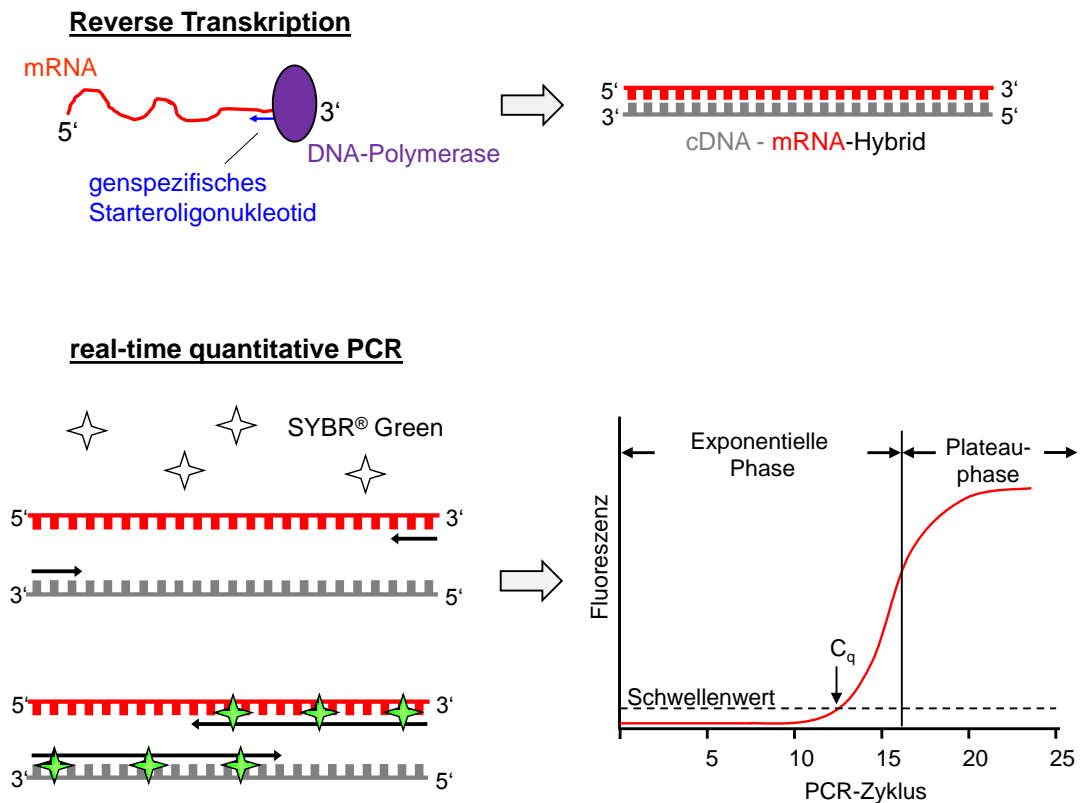 Reverse Transkription
mRNA
5‘
3‘
DNA-Polymerase
genspezifisches
Starteroligonukleotid
5‘
3‘
3‘
5‘
cDNA - mRNA-Hybrid
real-time quantitative PCR
SYBR® Green
5‘
3‘
3‘
5‘
5‘
3‘
3‘
5‘
Exponentielle
Phase
Plateau-
phase
Fluoreszenz
Cq
Schwellenwert
5
10
15
20
25
PCR-Zyklus